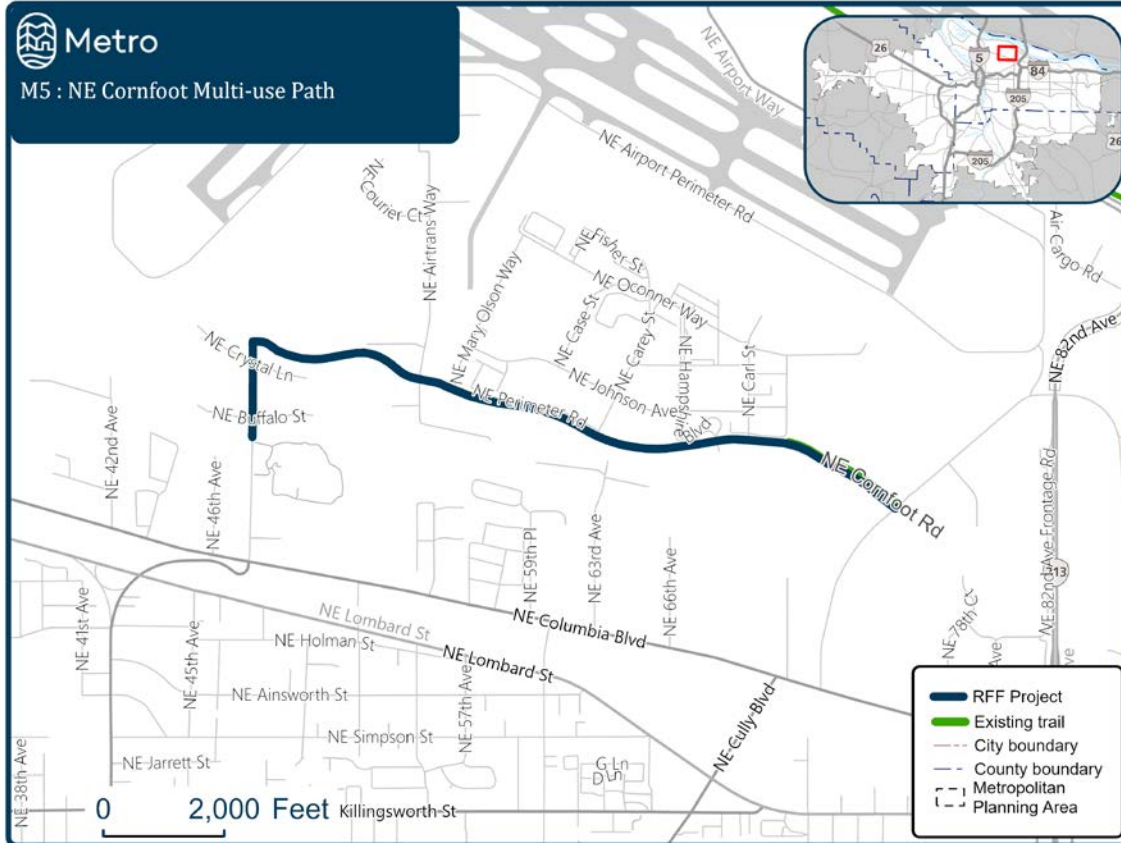 Metro
M5 : NE Cornfoot Multi-use Path
26
5
84
205
26
205
NE Airport Way
NE Airport Perimeter Rd
NE
Courier Ct
NE Airtrans Way
NE Mary Olson Way
NE
Fisher St
NE Oconner Way
NE Case St
NE Carey St
NE Hampshire
Blvd
NE Carl St
Air Cargo Rd
NE 82nd Ave
NE Crystal Ln
NE Perimeter Rd
NE Johnson Ave
NE Buffalo St
NE Cornfoot Rd
NE 42nd Ave
NE 46th Ave
NE 59th Pl
NE 63rd Ave
NE 66th Ave
NE 82nd Ave Frontage Rd
213
NE 78th
Ave
NE 41st Ave
NE 45th Ave
NE Lombard St
NE Columbia Blvd
NE Holman St
NE Lombard St
NE Ainsworth St
NE 57th Ave
NE Simpson St
NE Cully Blvd
NE Jarrett St
NE 38th Ave
G Ln
D Ln
0 2,000 Feet
Killingsworth St
RFF Project
Existing trail
City boundary
County boundary
Metropolitan
Planning Area